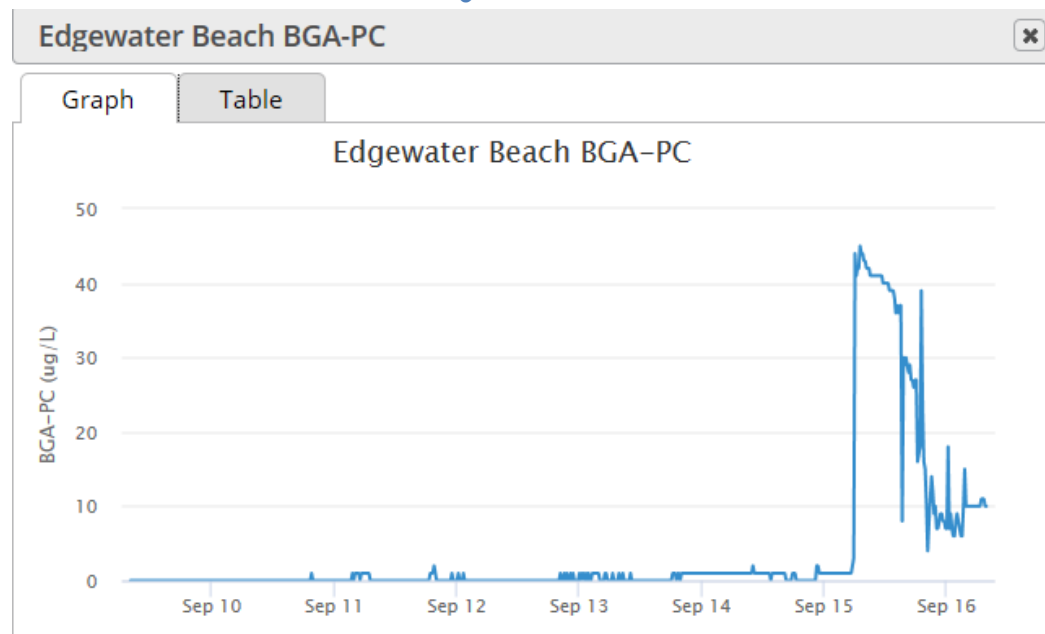 Edgewater Beach BGA-PC
Graph Table
Edgewater Beach BGA-PC
BGA-PC (ug/L)
50
40
30
20
10
0
Sep 10 Sep 11 Sep 12 Sep 13 Sep 14 Sep 15 Sep 16